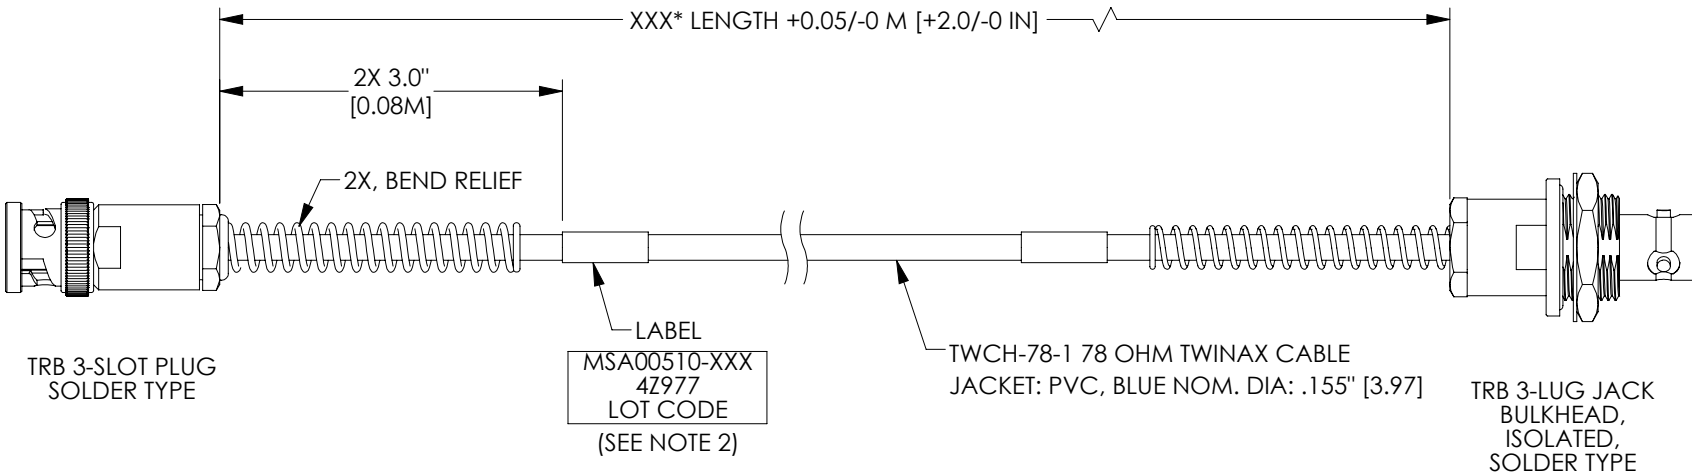 XXX* LENGTH +0.05/-0 M [+2.0/-0 IN]
2X 3.0"
[0.08M]
2X, BEND RELIEF
LABEL
MSA00510-XXX
4Z977
LOT CODE
(SEE NOTE 2)
TWCH-78-1 78 OHM TWINAX CABLE
JACKET: PVC, BLUE NOM. DIA: .155" [3.97]
TRB 3-SLOT PLUG
SOLDER TYPE
TRB 3-LUG JACK
BULKHEAD,
ISOLATED,
SOLDER TYPE